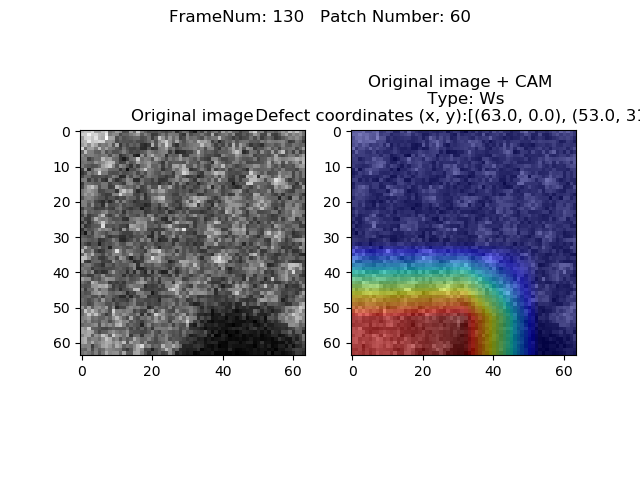 FrameNum: 130   Patch Number: 60
Original image + CAM
Type: Ws
Original image
Defect coordinates (x, y):[(63.0, 0.0), (53.0, 31
0
10
20
30
40
50
60
0 20 40 60
0
10
20
30
40
50
60
0 20 40 60